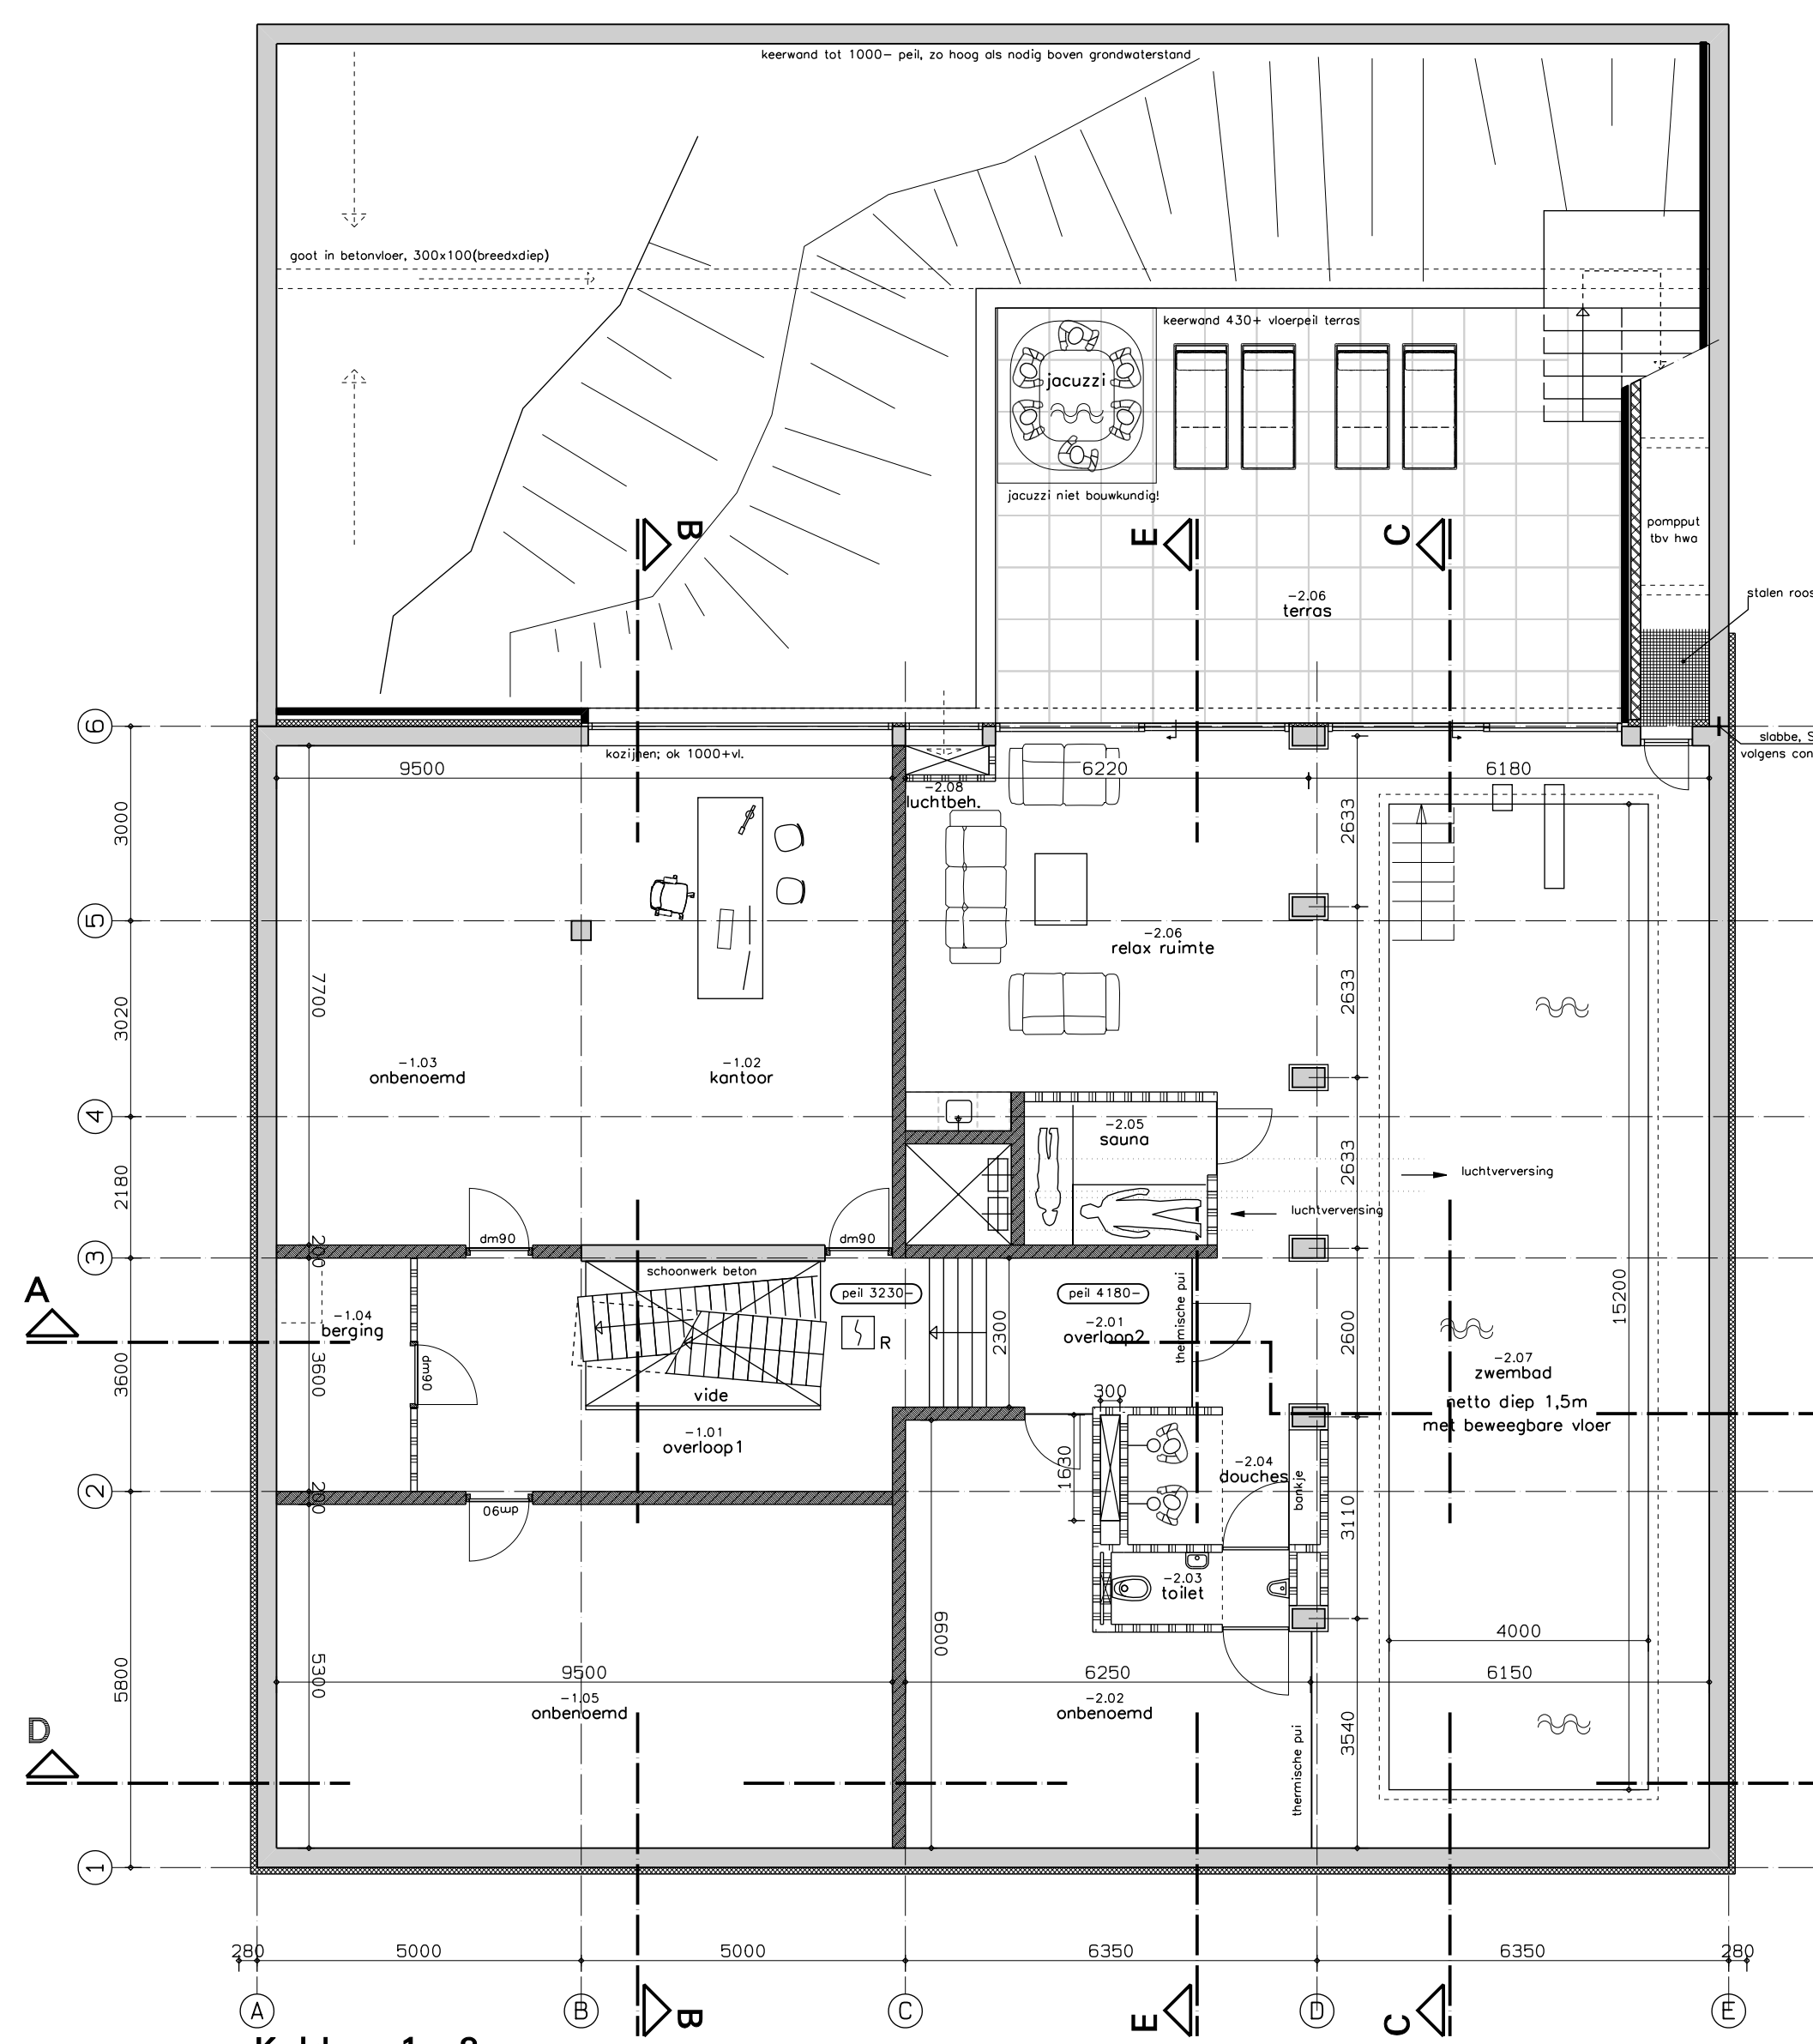 keerwand tot 1000- peil, zo hoog als nodig boven grondwaterstand
goot in betonvloer, 300x100(breedxdiep)
keerwand 430+ vloerpeil terras
jacuzzi
jacuzzi niet bouwkundig!
B
E
C
pompput
tbv hwa
-2.06
terras
stalen roos
6
slabbe, S
volgens con
kozijnen; ok 1000+vl.
9500
6220
6180
-2.08
luchtbeh.
3000
2633
5
-2.06
relax ruimte
7700
3020
2633
-1.03
onbenoemd
-1.02
kantoor
4
-2.05
sauna
2180
2633
luchtverversing
luchtverversing
dm90
dm90
200
3
schoonwerk beton
peil 3230-
peil 4180-
thermische pui
A
-1.04
berging
R
2300
-2.01
overloop2
2600
15200
3600
3600
dm90
vide
300
-2.07
zwembad
netto diep 1,5m
met beweegbare vloer
-1.01
overloop1
1630
-2.04
douches
bankje
2
200
dm90
3110
-2.03
toilet
6600
4000
5800
5300
9500
6250
6150
-1.05
onbenoemd
-2.02
onbenoemd
D
thermische pui
3540
1
280
5000
5000
6350
6350
280
A
B
B
C
E
D
C
E